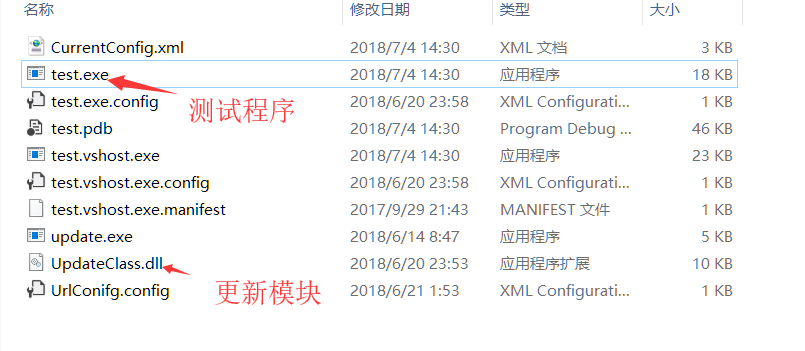 名称 修改日期 类型 大小
CurrentConfig.xml 2018/7/4 14:30 XML 文档 3 KB
test.exe 2018/7/4 14:30 应用程序 18 KB
测试程序
test.exe.config 2018/6/20 23:58 XML Configurati... 1 KB
test.pdb 2018/7/4 14:30 Program Debug ... 46 KB
test.vshost.exe 2018/7/4 14:30 应用程序 23 KB
test.vshost.exe.config 2018/6/20 23:58 XML Configurati... 1 KB
test.vshost.exe.manifest 2017/9/29 21:43 MANIFEST 文件 1 KB
update.exe 2018/6/14 8:47 应用程序 5 KB
UpdateClass.dll 2018/6/20 23:53 应用程序扩展 10 KB
更新模块
UrlConifg.config 2018/6/21 1:53 XML Configurati... 1 KB